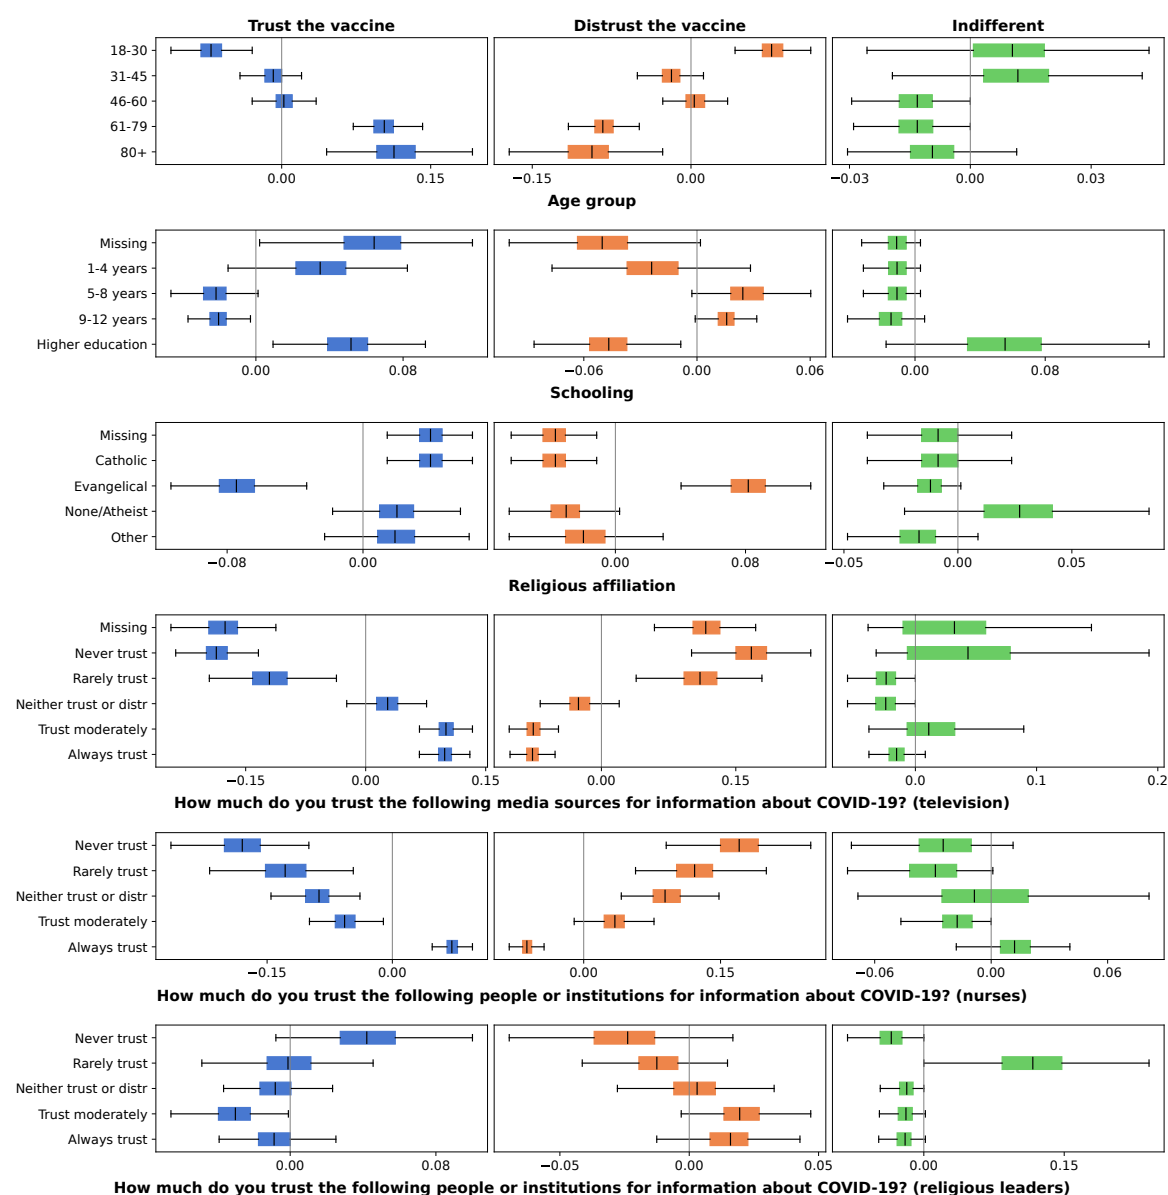 Trust the vaccine Distrust the vaccine Indifferent
18-30
31-45
46-60
61-79
80+
0.00 0.15 −0.15 0.00 −0.03 0.00 0.03
Age group
Missing
1-4 years
5-8 years
9-12 years
Higher education
0.00 0.08 −0.06 0.00 0.06 0.00 0.08
Schooling
Missing
Catholic
Evangelical
None/Atheist
Other
−0.08 0.00 0.00 0.08 −0.05 0.00 0.05
Religious affiliation
Missing
Never trust
Rarely trust
Neither trust or distr
Trust moderately
Always trust
−0.15 0.00 0.15 0.00 0.15 0.0 0.1 0.2
How much do you trust the following media sources for information about COVID-19? (television)
Never trust
Rarely trust
Neither trust or distr
Trust moderately
Always trust
−0.15 0.00 0.00 0.15 −0.06 0.00 0.06
How much do you trust the following people or institutions for information about COVID-19? (nurses)
Never trust
Rarely trust
Neither trust or distr
Trust moderately
Always trust
0.00 0.08 −0.05 0.00 0.05 0.00 0.15
How much do you trust the following people or institutions for information about COVID-19? (religious leaders)